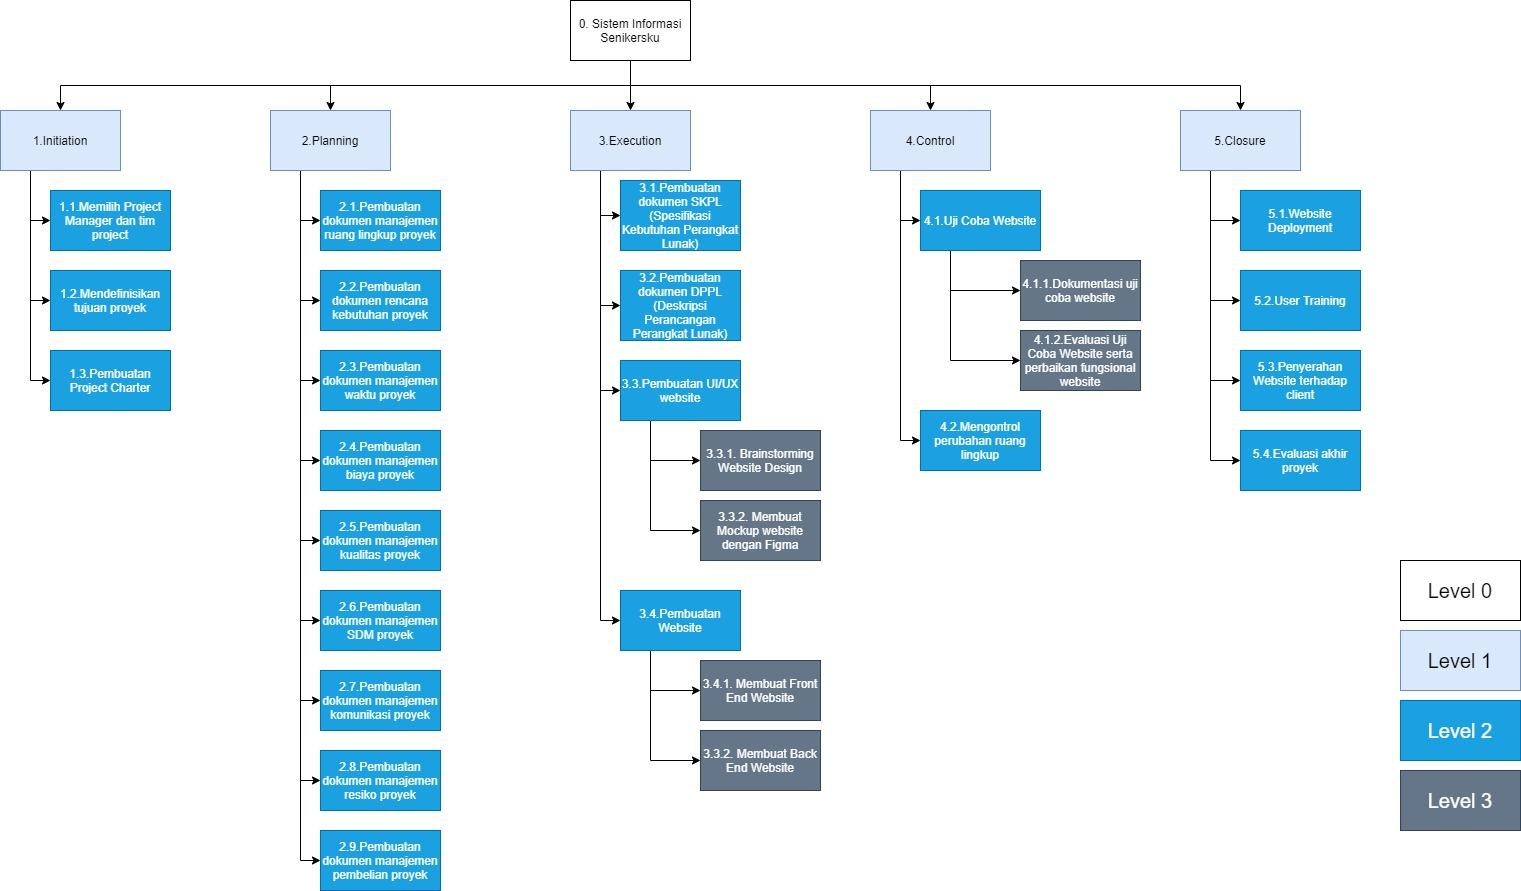 0. Sistem Informasi
Senikersku
1.Initiation
1.1.Memilih Project
Manager dan tim
project
1.2.Mendefinisikan
tujuan proyek
1.3.Pembuatan
Project Charter
2.Planning
2.1.Pembuatan
dokumen manajemen
ruang lingkup proyek
2.2.Pembuatan
dokumen rencana
kebutuhan proyek
2.3.Pembuatan
dokumen manajemen
waktu proyek
2.4.Pembuatan
dokumen manajemen
biaya proyek
2.5.Pembuatan
dokumen manajemen
kualitas proyek
2.6.Pembuatan
dokumen manajemen
SDM proyek
2.7.Pembuatan
dokumen manajemen
komunikasi proyek
2.8.Pembuatan
dokumen manajemen
resiko proyek
2.9.Pembuatan
dokumen manajemen
pembelian proyek
3.Execution
3.1.Pembuatan
dokumen SKPL
(Spesifikasi
Kebutuhan Perangkat
Lunak)
3.2.Pembuatan
dokumen DPPL
(Deskripsi
Perancangan
Perangkat Lunak)
3.3.Pembuatan UI/UX
website
3.3.1. Brainstorming
Website Design
3.3.2. Membuat
Mockup website
dengan Figma
3.4.Pembuatan
Website
3.4.1. Membuat Front
End Website
3.3.2. Membuat Back
End Website
4.Control
4.1.Uji Coba Website
4.1.1.Dokumentasi uji
coba website
4.1.2.Evaluasi Uji
Coba Website serta
perbaikan fungsional
website
4.2.Mengontrol
perubahan ruang
lingkup
5.Closure
5.1.Website
Deployment
5.2.User Training
5.3.Penyerahan
Website terhadap
client
5.4.Evaluasi akhir
proyek
Level 0
Level 1
Level 2
Level 3